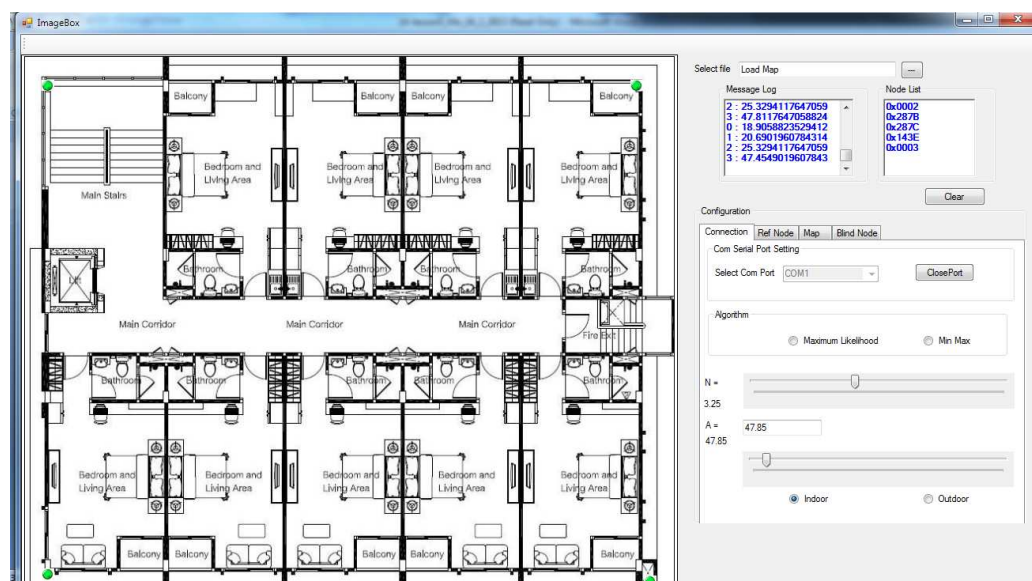 ImageBox
Select file
Load Map
...
Message Log
2 : 25.3294117647059
3 : 47.8117647058824
0 : 18.9058823529412
1 : 20.6901960784314
2 : 25.3294117647059
3 : 47.4549019607843
Node List
0x0002
0x287B
0x287C
0x143E
0x0003
Clear
Configuration
Connection Ref Node Map Blind Node
Com Serial Port Setting
Select Com Port COM1 ClosePort
Algorithm
Maximum Likelihood Min Max
N =
3.25
A = 47.85
47.85
Indoor Outdoor
Balcony Balcony Balcony Balcony
Main Stairs
Bedroom and Bedroom and Bedroom and Bedroom and
Living Area Living Area Living Area Living Area
Lift
Bathroom Bathroom Bathroom Bathroom
Main Corridor Main Corridor Main Corridor
Fire Exit
Bathroom Bathroom Bathroom Bathroom Bathroom
Bedroom and Bedroom and Bedroom and Bedroom and Bedroom and
Living Area Living Area Living Area Living Area Living Area
Balcony Balcony Balcony Balcony Balcony